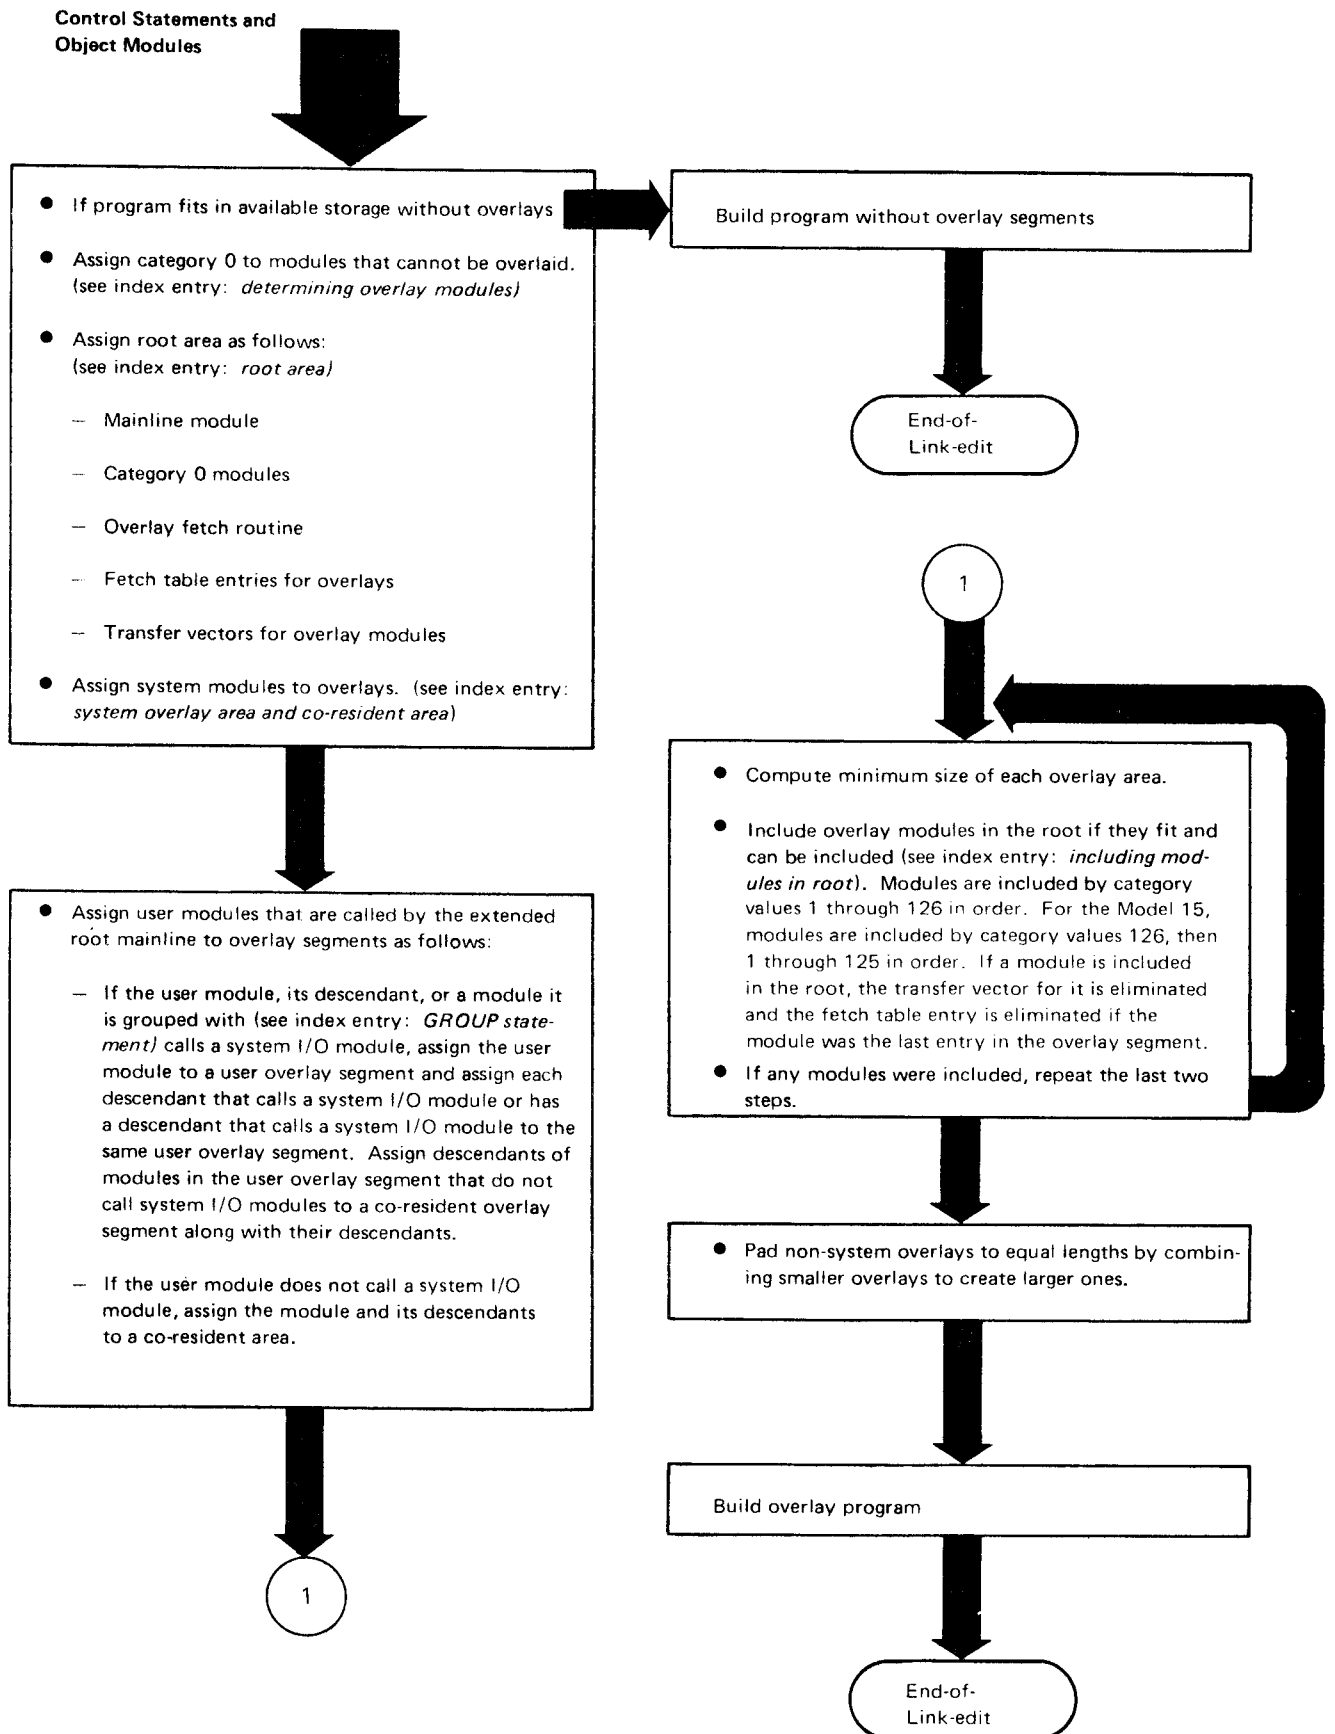 Control Statements and
Object Modules
● If program fits in available storage without overlays
● Assign category 0 to modules that cannot be overlaid.
(see index entry: determining overlay modules)
● Assign root area as follows:
(see index entry: root area)
— Mainline module
— Category 0 modules
— Overlay fetch routine
— Fetch table entries for overlays
— Transfer vectors for overlay modules
● Assign system modules to overlays. (see index entry:
system overlay area and co-resident area)
Build program without overlay segments
End-of-
Link-edit
● Assign user modules that are called by the extended
root mainline to overlay segments as follows:
— If the user module, its descendant, or a module it
is grouped with (see index entry: GROUP state-
ment) calls a system I/O module, assign the user
module to a user overlay segment and assign each
descendant that calls a system I/O module or has
a descendant that calls a system I/O module to the
same user overlay segment. Assign descendants of
modules in the user overlay segment that do not
call system I/O modules to a co-resident overlay
segment along with their descendants.
— If the user module does not call a system I/O
module, assign the module and its descendants
to a co-resident area.
1
1
● Compute minimum size of each overlay area.
● Include overlay modules in the root if they fit and
can be included (see index entry: including mod-
ules in root). Modules are included by category
values 1 through 126 in order. For the Model 15,
modules are included by category values 126, then
1 through 125 in order. If a module is included
in the root, the transfer vector for it is eliminated
and the fetch table entry is eliminated if the
module was the last entry in the overlay segment.
● If any modules were included, repeat the last two
steps.
● Pad non-system overlays to equal lengths by combin-
ing smaller overlays to create larger ones.
Build overlay program
End-of-
Link-edit